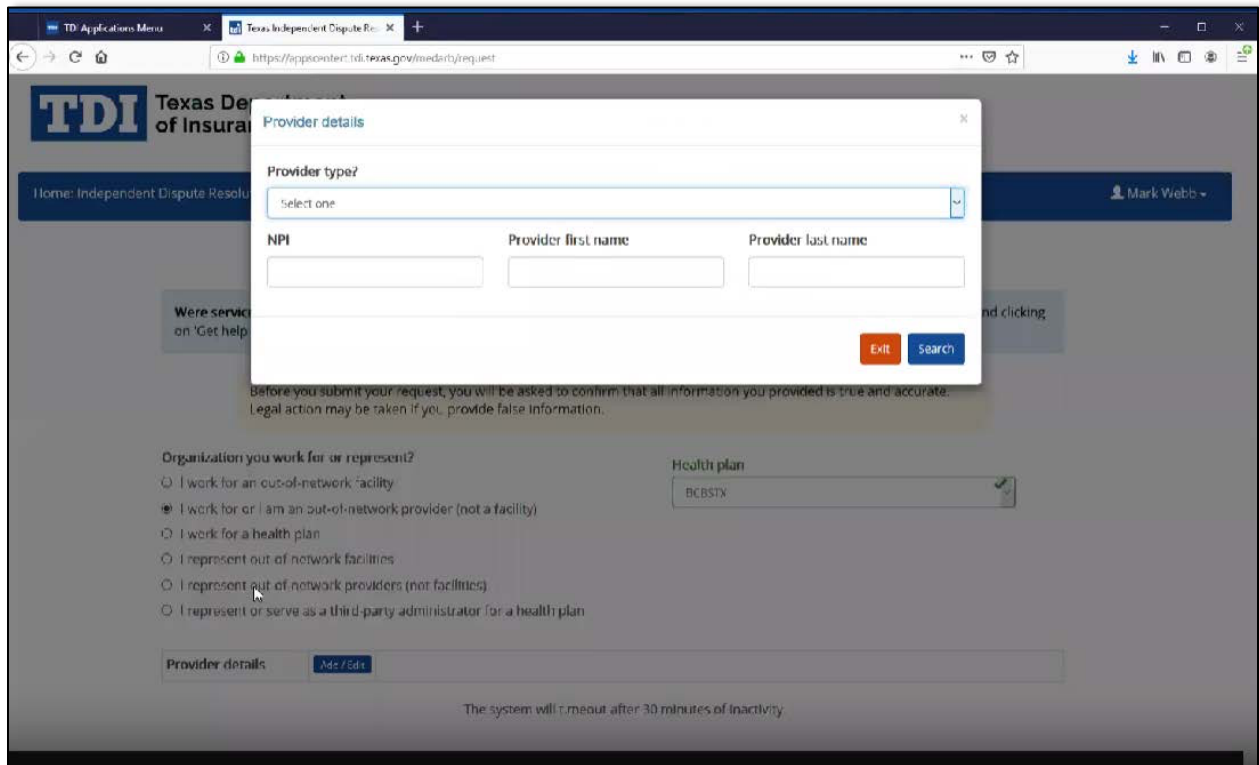 TDI Applications Menu
Texas Independent Dispute Res
https://appscenter.tdi.texas.gov/medarb/request
TDI
Texas Dep
of Insura
Home: Independent Dispute Resolu
Mark Webb
Provider details
×
Provider type?
Select one
NPI
Provider first name
Provider last name
Exit
Search
Were servic
nd clicking
on 'Get help
Before you submit your request, you will be asked to confirm that all information you provided is true and accurate.
Legal action may be taken if you provide false information.
Organization you work for or represent?
I work for an out-of-network facility
I work for or I am an out-of-network provider (not a facility)
I work for a health plan
I represent out-of-network facilities
I represent out-of-network providers (not facilities)
I represent or serve as a third-party administrator for a health plan
Health plan
BCBSTX
Provider details
Add / Edit
The system will timeout after 30 minutes of inactivity